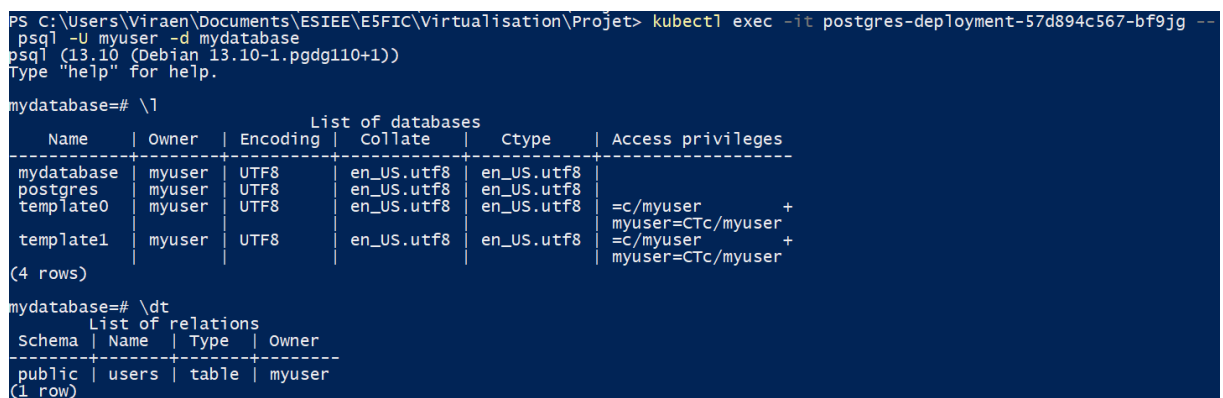 PS C:\Users\Viraen\Documents\ESIEE\E5FIC\Virtualisation\Projet> kubectl exec -it postgres-deployment-57d894c567-bf9jg --
 psql -U myuser -d mydatabase
psql (13.10 (Debian 13.10-1.pgdg110+1))
Type "help" for help.

mydatabase=# \l
                              List of databases
    Name    | Owner  | Encoding |  Collate   |   Ctype    | Access privileges
------------+--------+----------+------------+------------+-------------------
 mydatabase | myuser | UTF8     | en_US.utf8 | en_US.utf8 |
 postgres   | myuser | UTF8     | en_US.utf8 | en_US.utf8 |
 template0  | myuser | UTF8     | en_US.utf8 | en_US.utf8 | =c/myuser        +
            |        |          |            |            | myuser=CTc/myuser
 template1  | myuser | UTF8     | en_US.utf8 | en_US.utf8 | =c/myuser        +
            |        |          |            |            | myuser=CTc/myuser
(4 rows)

mydatabase=# \dt
        List of relations
 Schema | Name  | Type  | Owner
--------+-------+-------+--------
 public | users | table | myuser
(1 row)